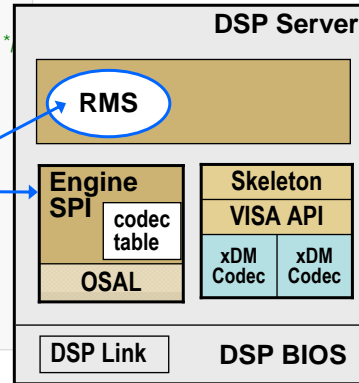 */
DSP Server
RMS
Engine
SPI
codec
table
OSAL
Skeleton
VISA API
xDM
Codec
xDM
Codec
DSP Link
DSP BIOS